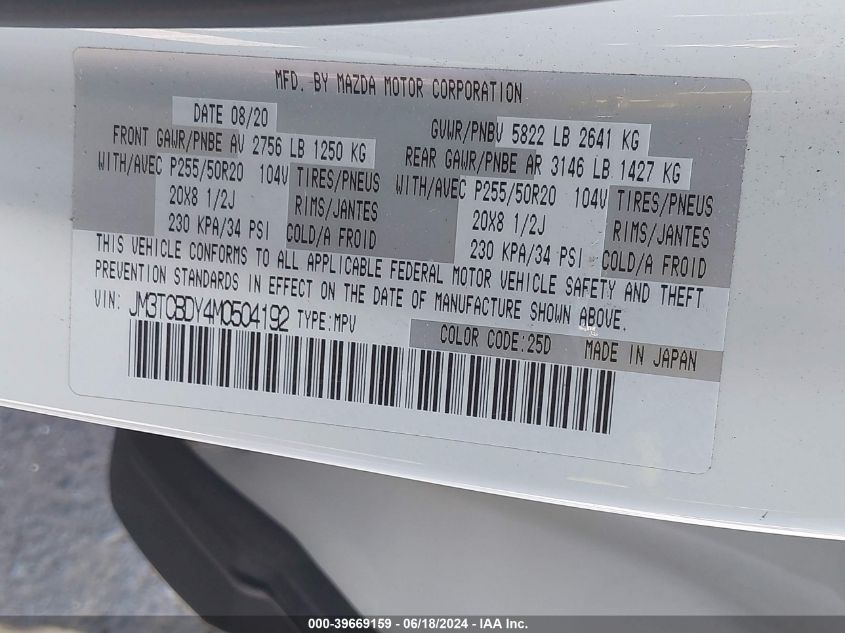 MFD. BY MAZDA MOTOR CORPORATION
DATE 08/20 GVWR/PNBV 5822 LB 2641 KG
FRONT GAWR/PNBE AV 2756 LB 1250 KG REAR GAWR/PNBE AR 3146 LB 1427 KG
WITH/AVEC P255/50R20 104V TIRES/PNEUS WITH/AVEC P255/50R20 104V TIRES/PNEUS
20X8 1/2J RIMS/JANTES 20X8 1/2J RIMS/JANTES
230 KPA/34 PSI COLD/A FROID 230 KPA/34 PSI COLD/A FROID
THIS VEHICLE CONFORMS TO ALL APPLICABLE FEDERAL MOTOR VEHICLE SAFETY AND THEFT
PREVENTION STANDARDS IN EFFECT ON THE DATE OF MANUFACTURE SHOWN ABOVE.
VIN: JM3TCBDY4M0504192 TYPE:MPV
COLOR CODE:25D MADE IN JAPAN
000-39669159 - 06/18/2024 - IAA Inc.